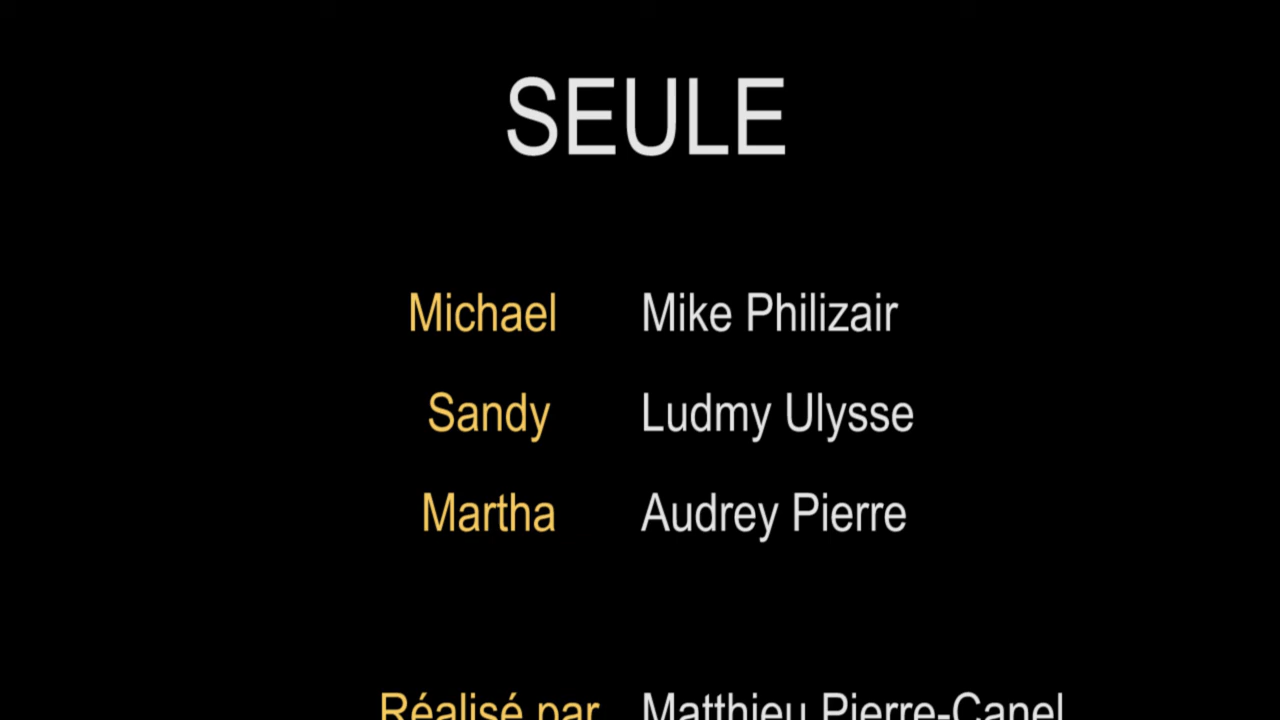 SEULE
Michael Mike Philizair
Sandy Ludmy Ulysse
Martha Audrey Pierre
Réalisé par Matthieu Pierre-Canel